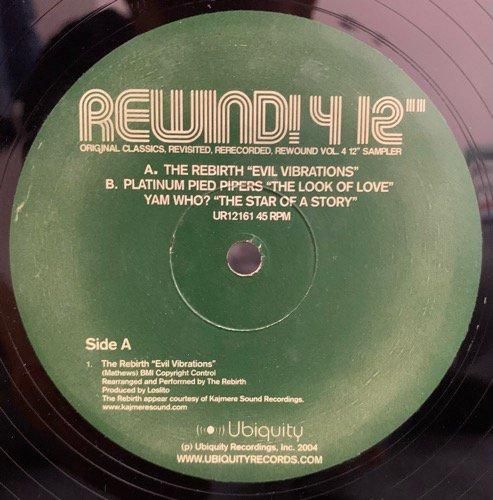 REWIND! 4 12"
ORIGINAL CLASSICS, REVISITED, RERECORDED, REWOUND VOL. 4 12" SAMPLER
A. THE REBIRTH "EVIL VIBRATIONS"
B. PLATINUM PIED PIPERS "THE LOOK OF LOVE"
YAM WHO? "THE STAR OF A STORY"
UR12161 45 RPM
Side A
1. The Rebirth "Evil Vibrations"
(Mathews) BMI Copyright Control
Rearranged and Performed by The Rebirth
Produced by Loslito
The Rebirth appear courtesy of Kajmere Sound Recordings.
www.kajmeresound.com
Ubiquity
(p) Ubiquity Recordings, Inc. 2004
WWW.UBIQUITYRECORDS.COM